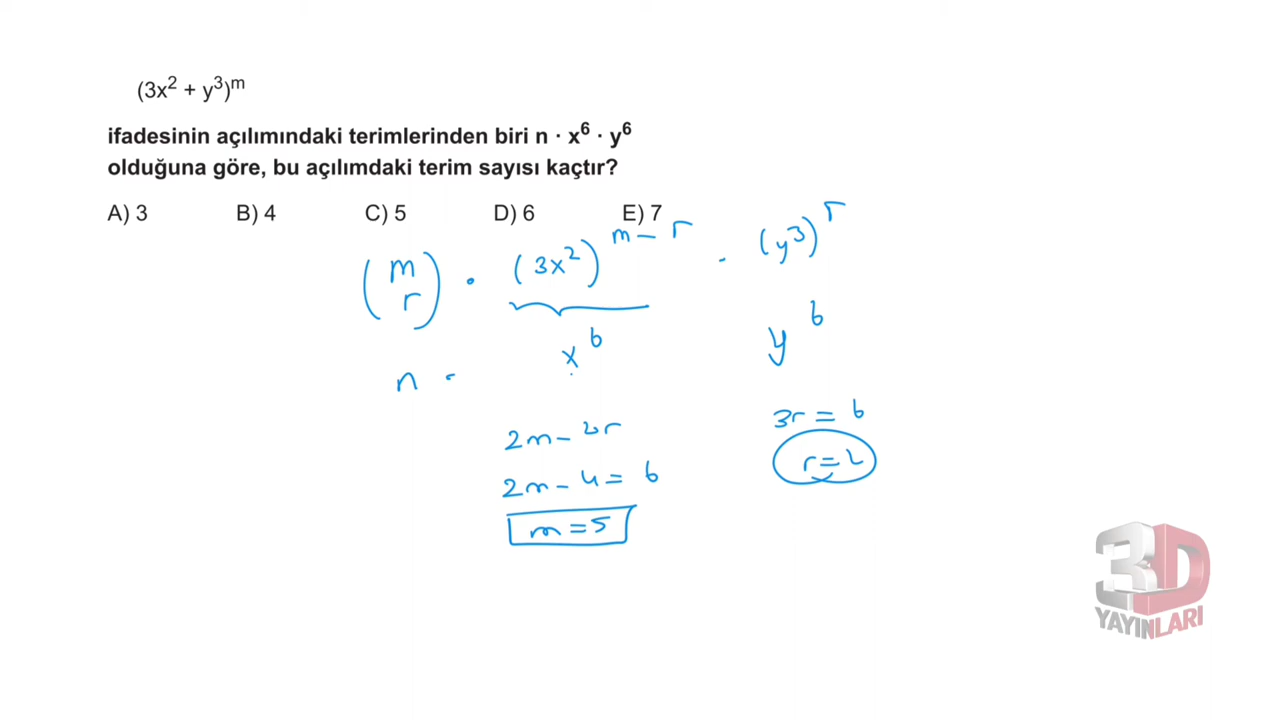 (3x² + y³)ᵐ
ifadesinin açılımındaki terimlerinden biri n · x⁶ · y⁶
olduğuna göre, bu açılımdaki terim sayısı kaçtır?
A) 3 B) 4 C) 5 D) 6 E) 7
(m r) · (3x²)ᵐ⁻ʳ · (y³)ʳ
n · x⁶ y⁶
3r = 6
2m - 2r
r = 2
2m - 4 = 6
m = 5
3D
YAYINLARI